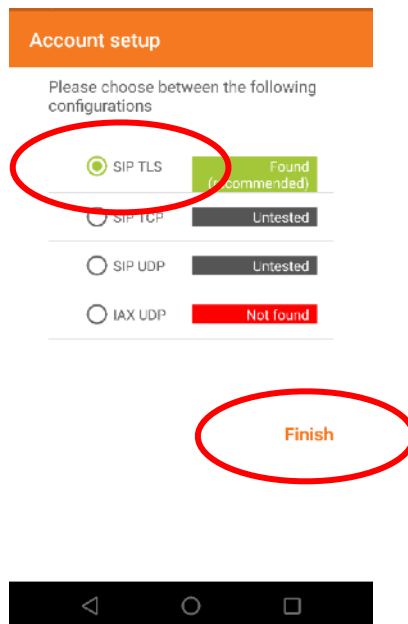 Account setup
Please choose between the following
configurations
SIP TLS Found
(recommended)
SIP TCP Untested
SIP UDP Untested
IAX UDP Not found
Finish